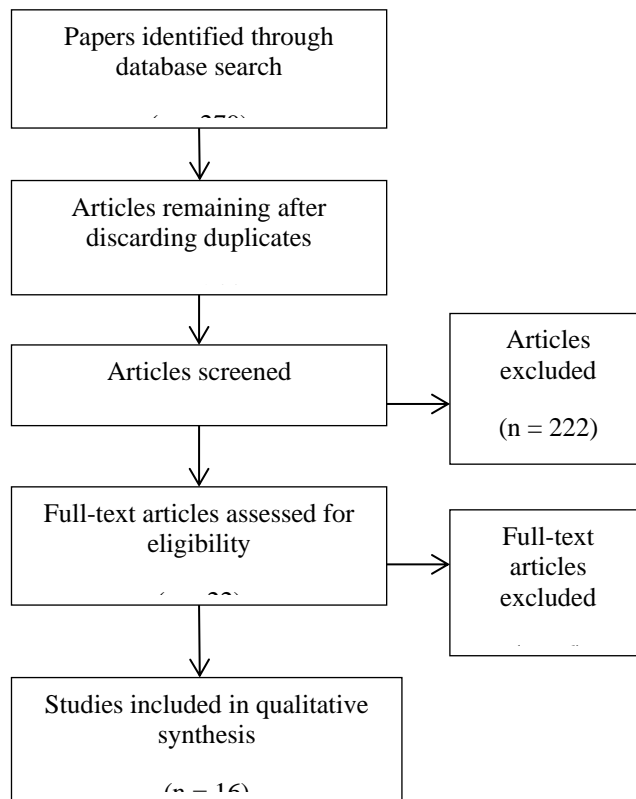 Papers identified through
database search
Articles remaining after
discarding duplicates
Articles screened
Articles
excluded
(n = 222)
Full-text articles assessed for
eligibility
Full-text
articles
excluded
Studies included in qualitative
synthesis
(n = 16)